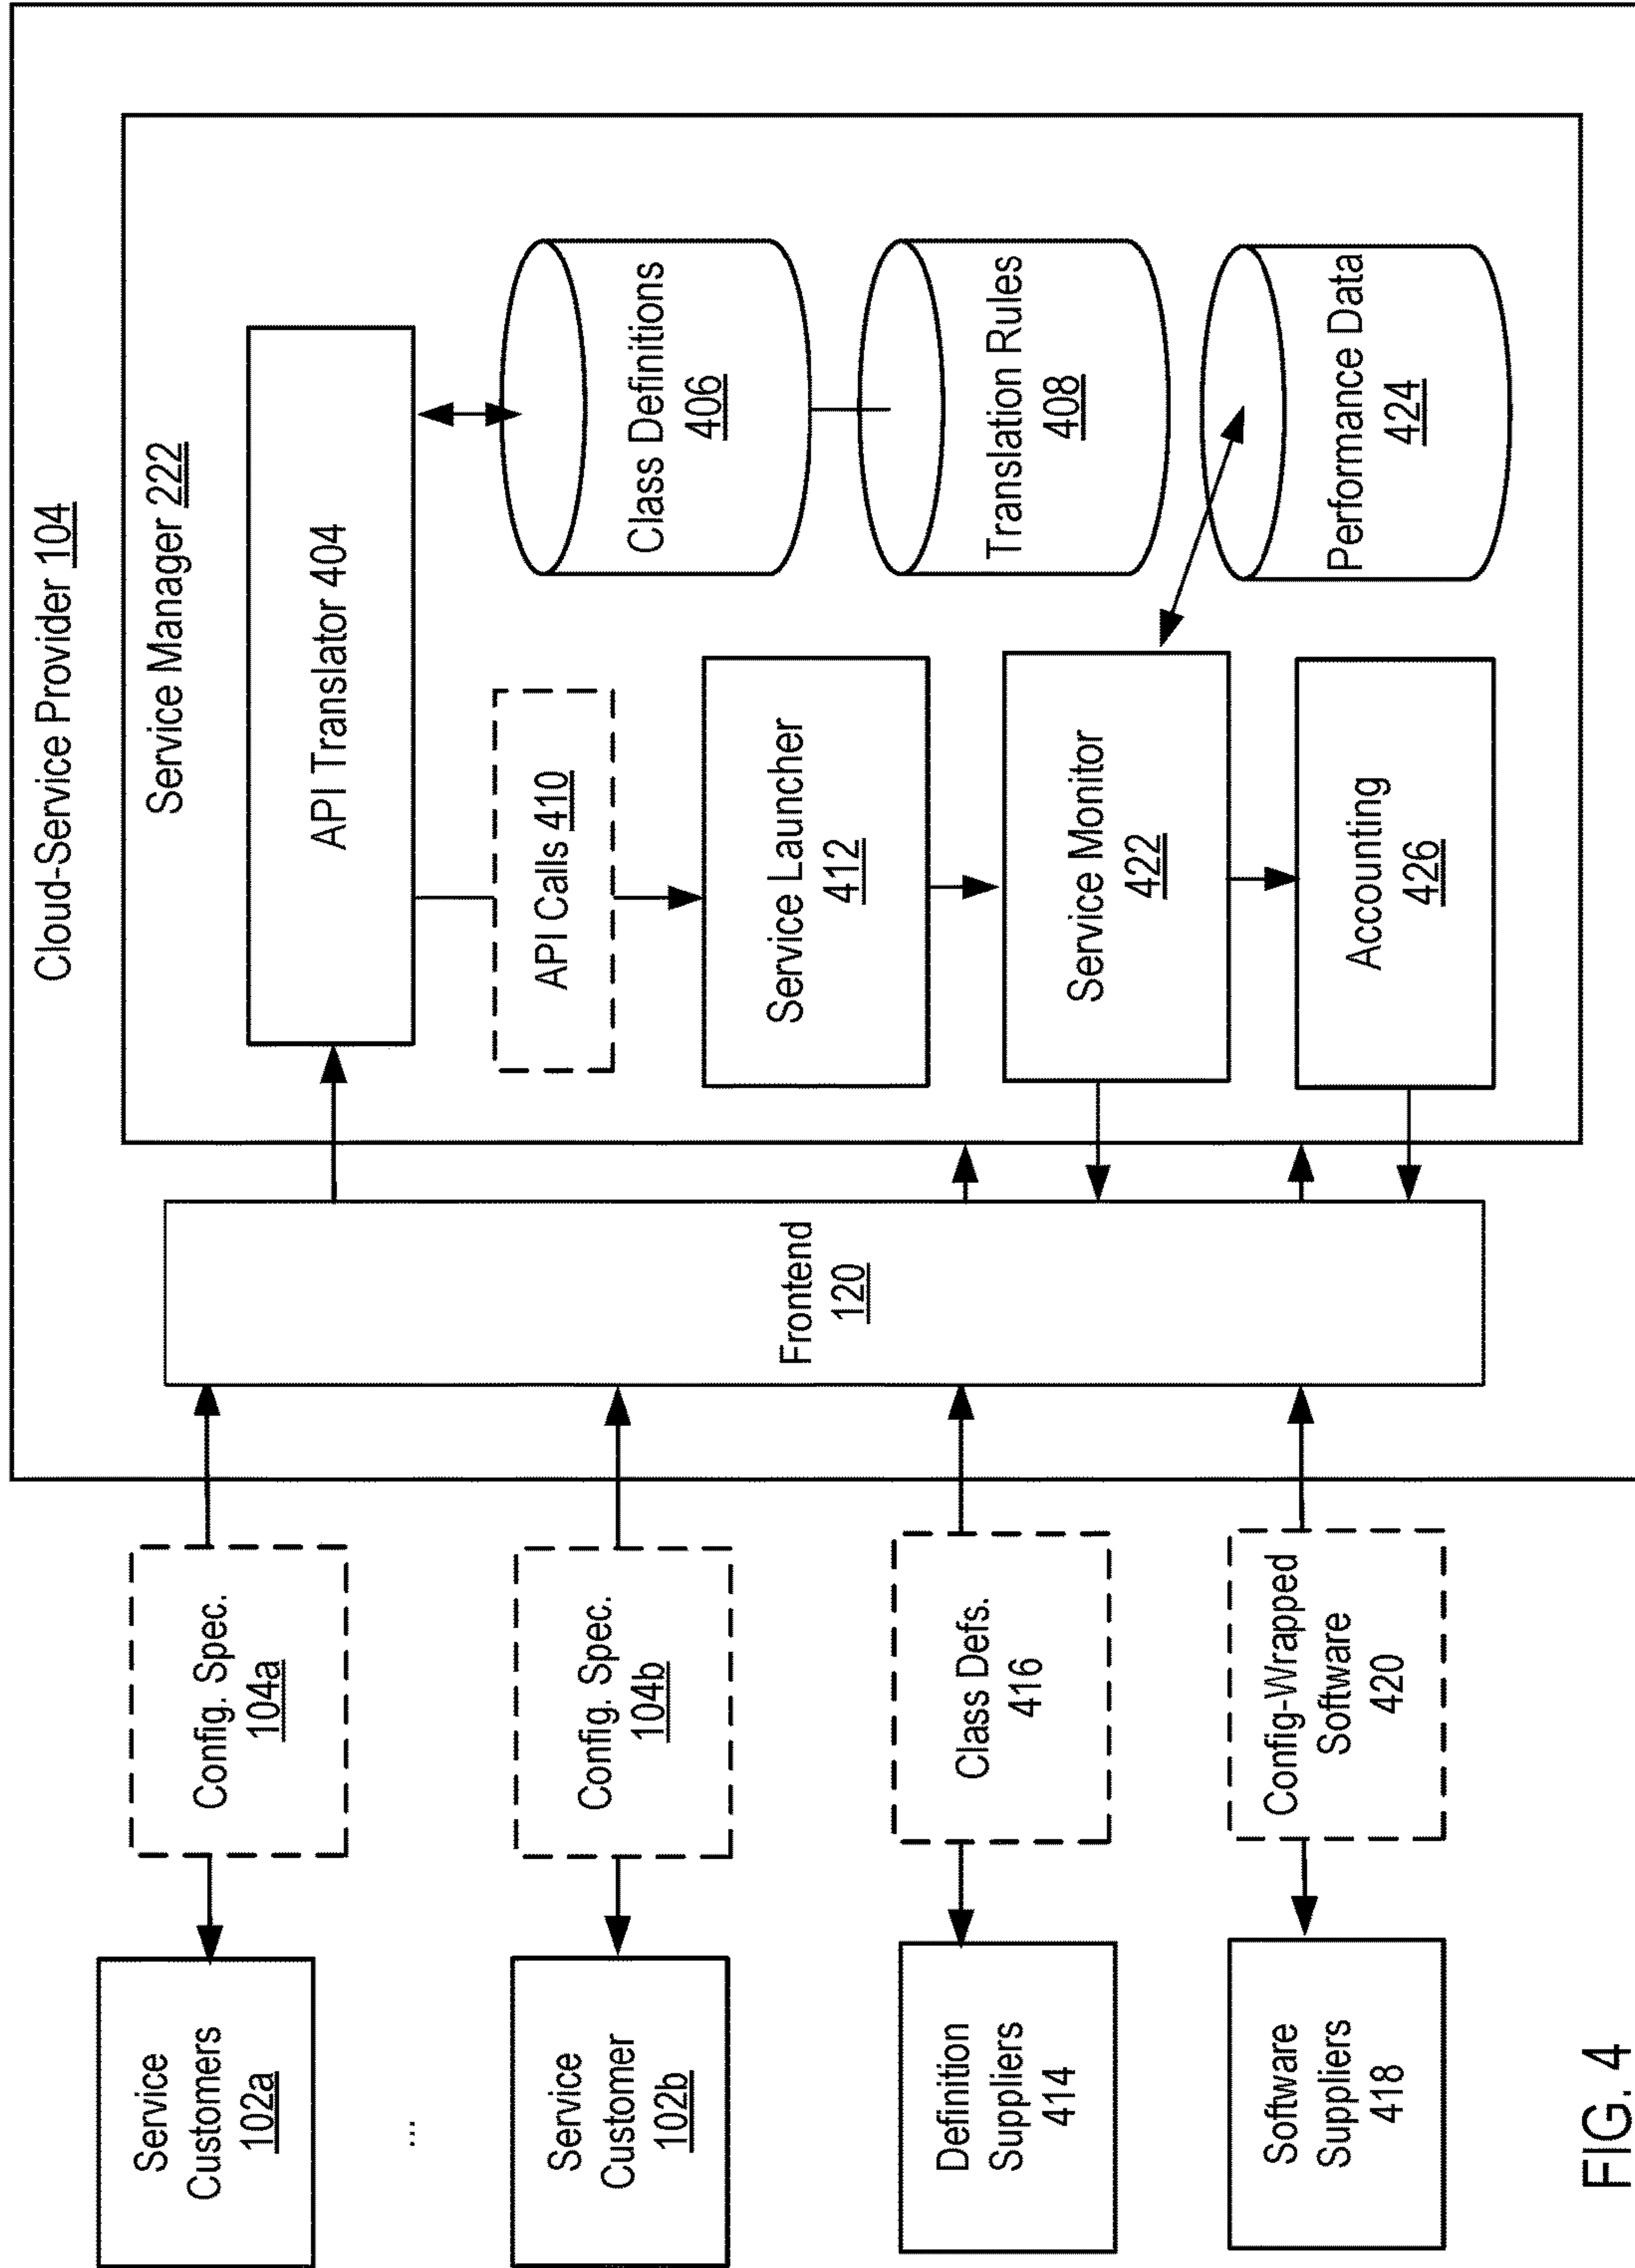 Cloud-Service Provider 104
Service Manager 222
API Translator 404
API Calls 410
Class Definitions
406
Service Launcher
412
Translation Rules
408
Service Monitor
422
Performance Data
424
Accounting
426
Frontend
120
Config. Spec.
104a
Config. Spec.
104b
Class Defs.
416
Config-Wrapped
Software
420
Service
Customers
102a
...
Service
Customer
102b
Definition
Suppliers
414
Software
Suppliers
418
FIG. 4